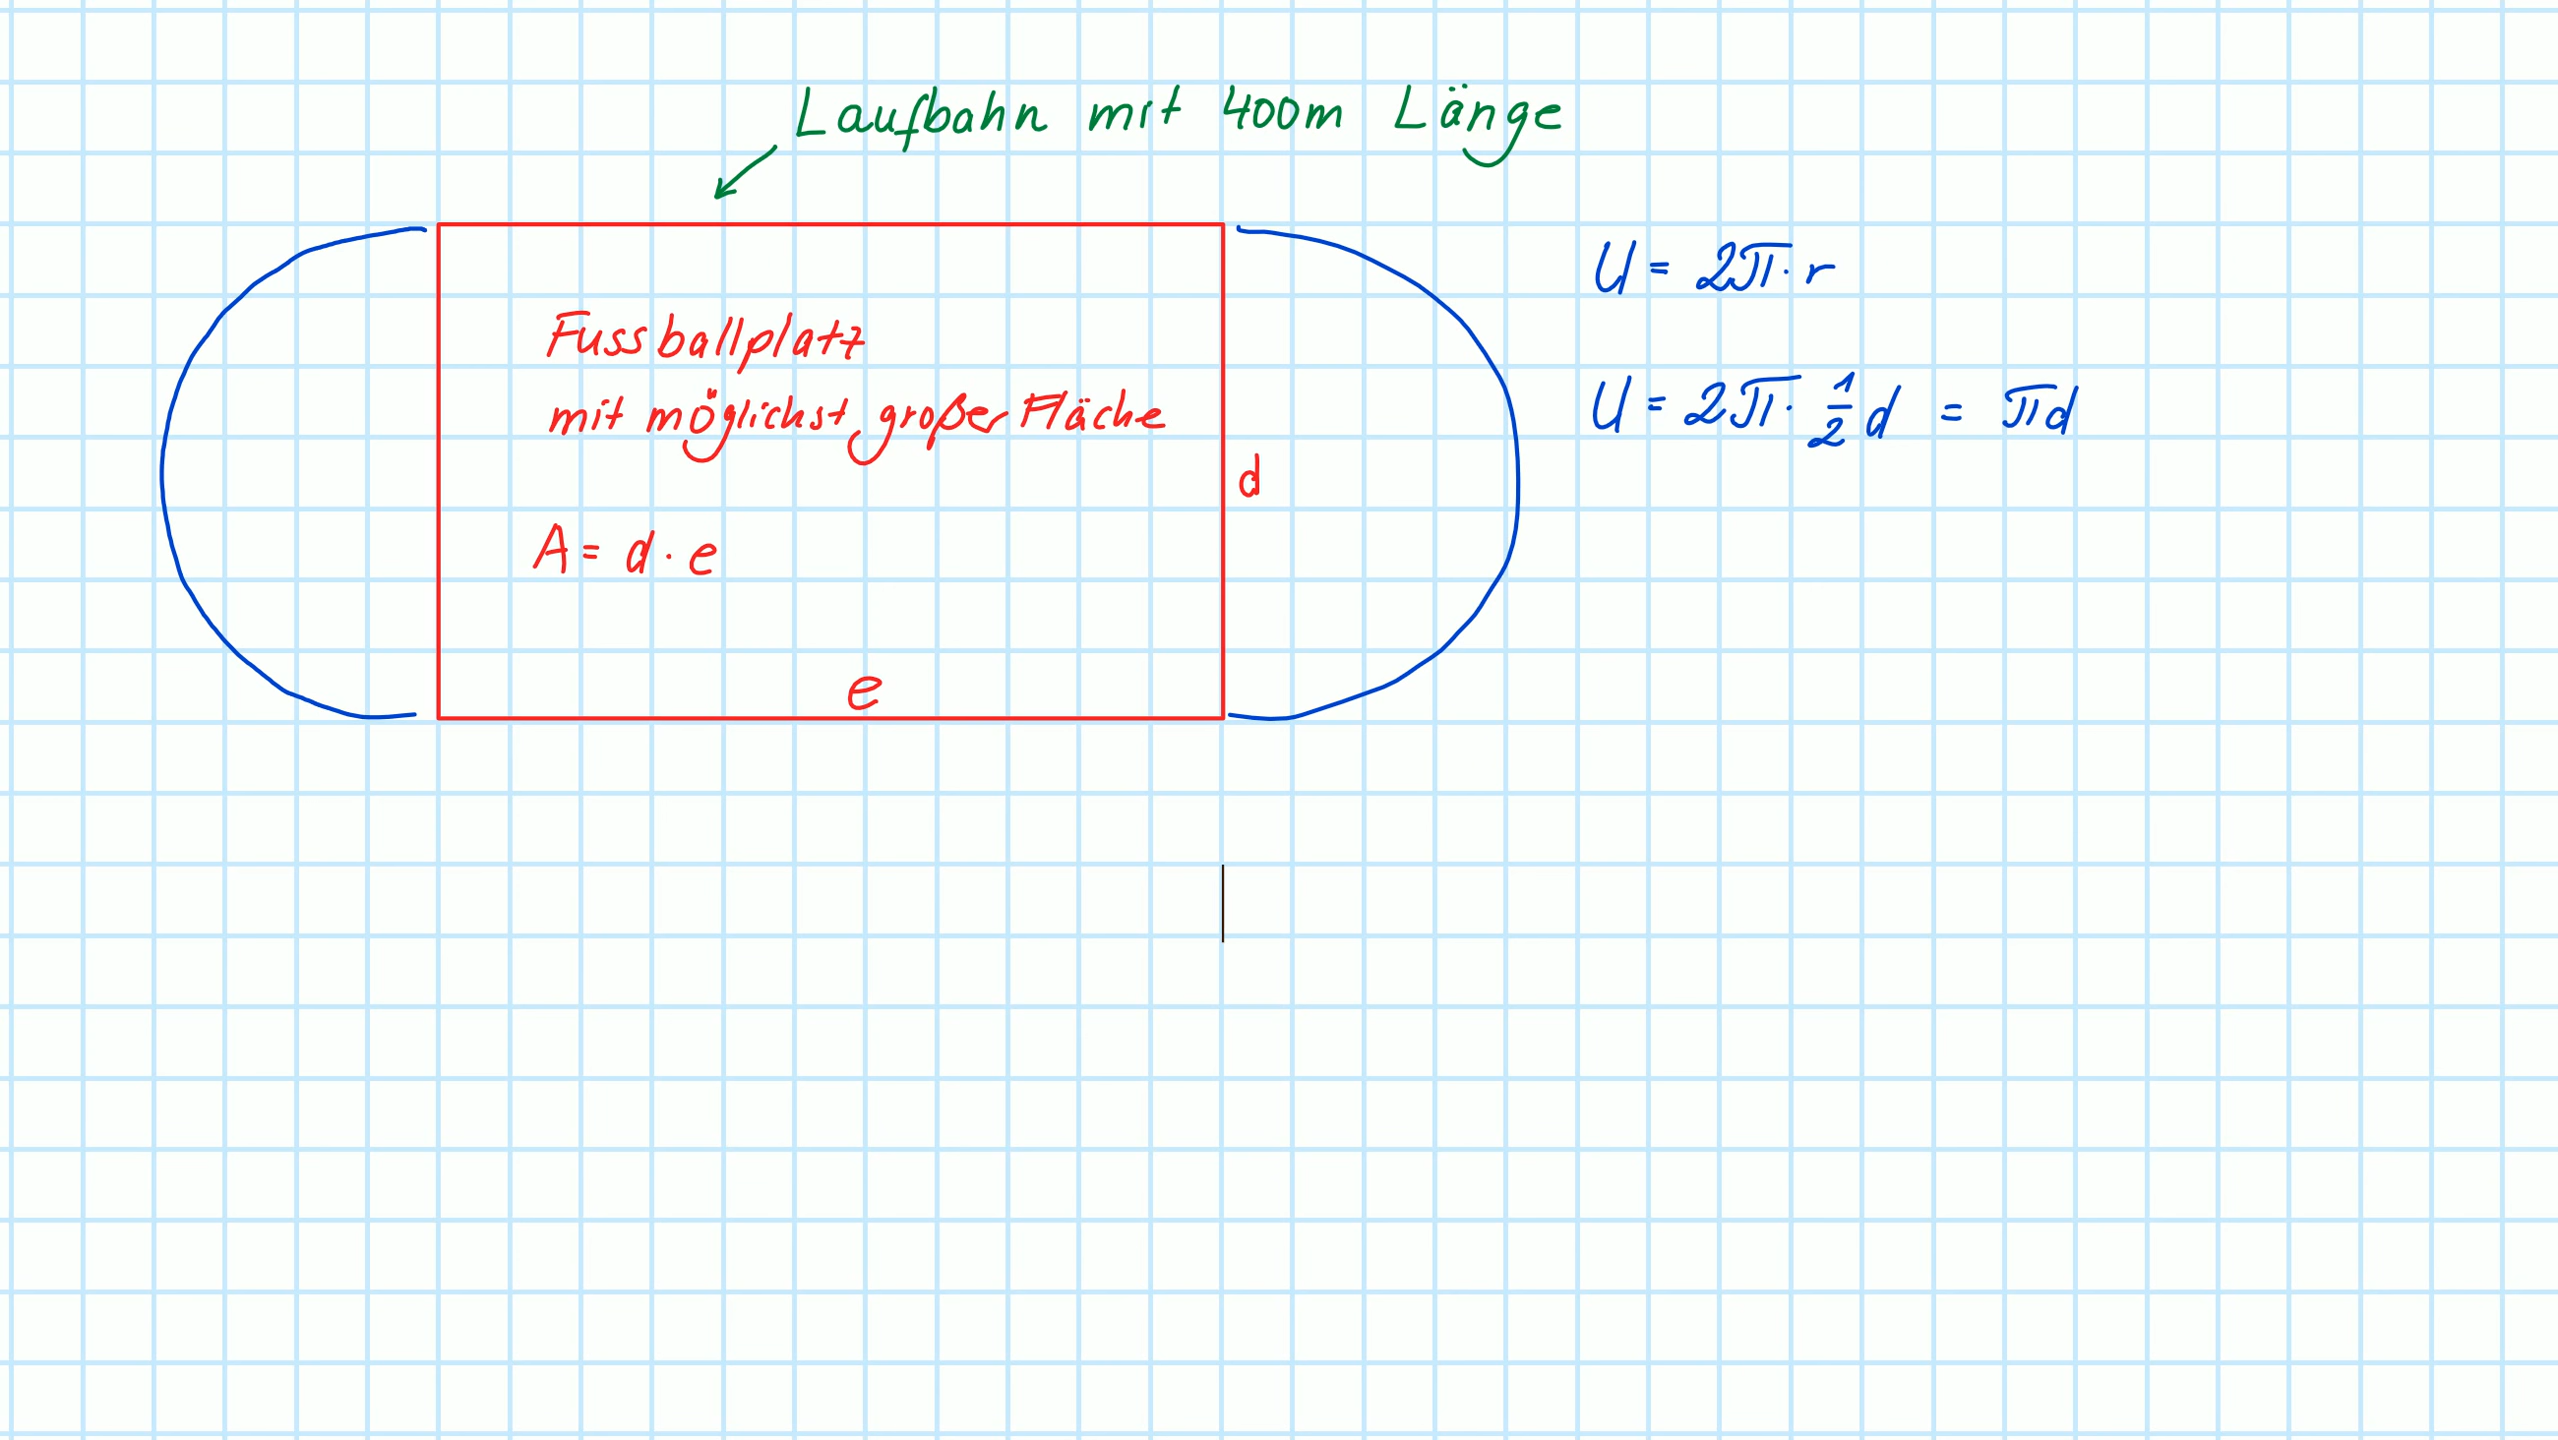 Laufbahn mit 400m Länge
Fussballplatz
mit möglichst großer Fläche
A = d · e
d
e
U = 2π · r
U = 2π · 1/2 d = πd